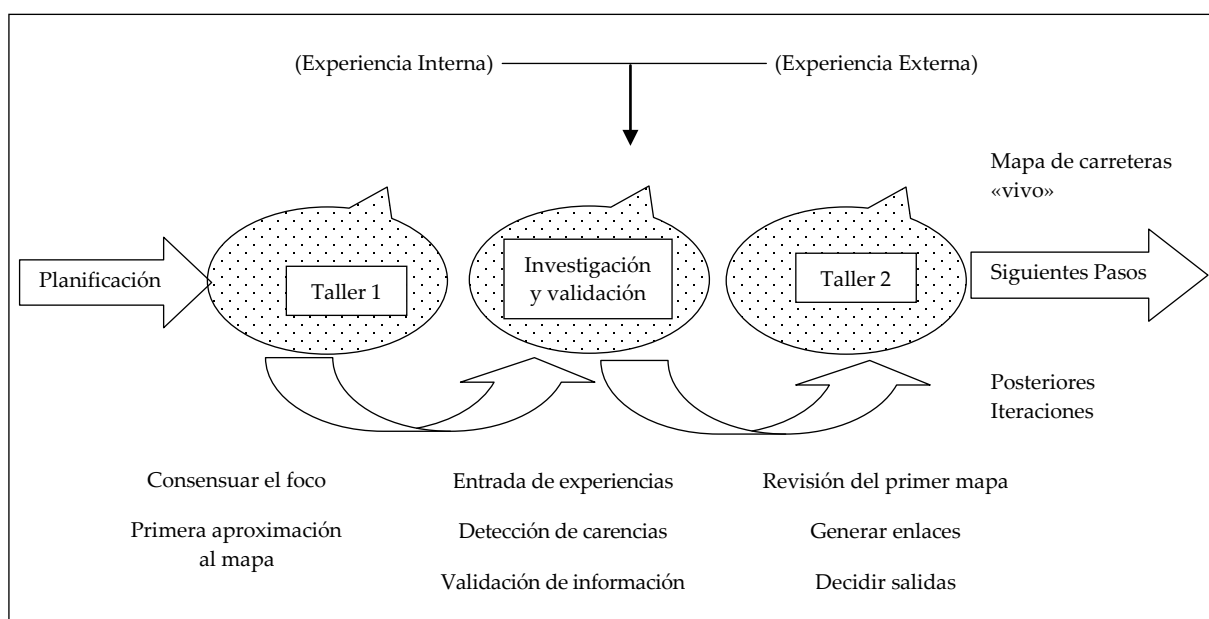 (Experiencia Interna)
(Experiencia Externa)
Mapa de carreteras
«vivo»
Planificación
Taller 1
Investigación
y validación
Taller 2
Siguientes Pasos
Posteriores
Iteraciones
Consensuar el foco
Primera aproximación
al mapa
Entrada de experiencias
Detección de carencias
Validación de información
Revisión del primer mapa
Generar enlaces
Decidir salidas